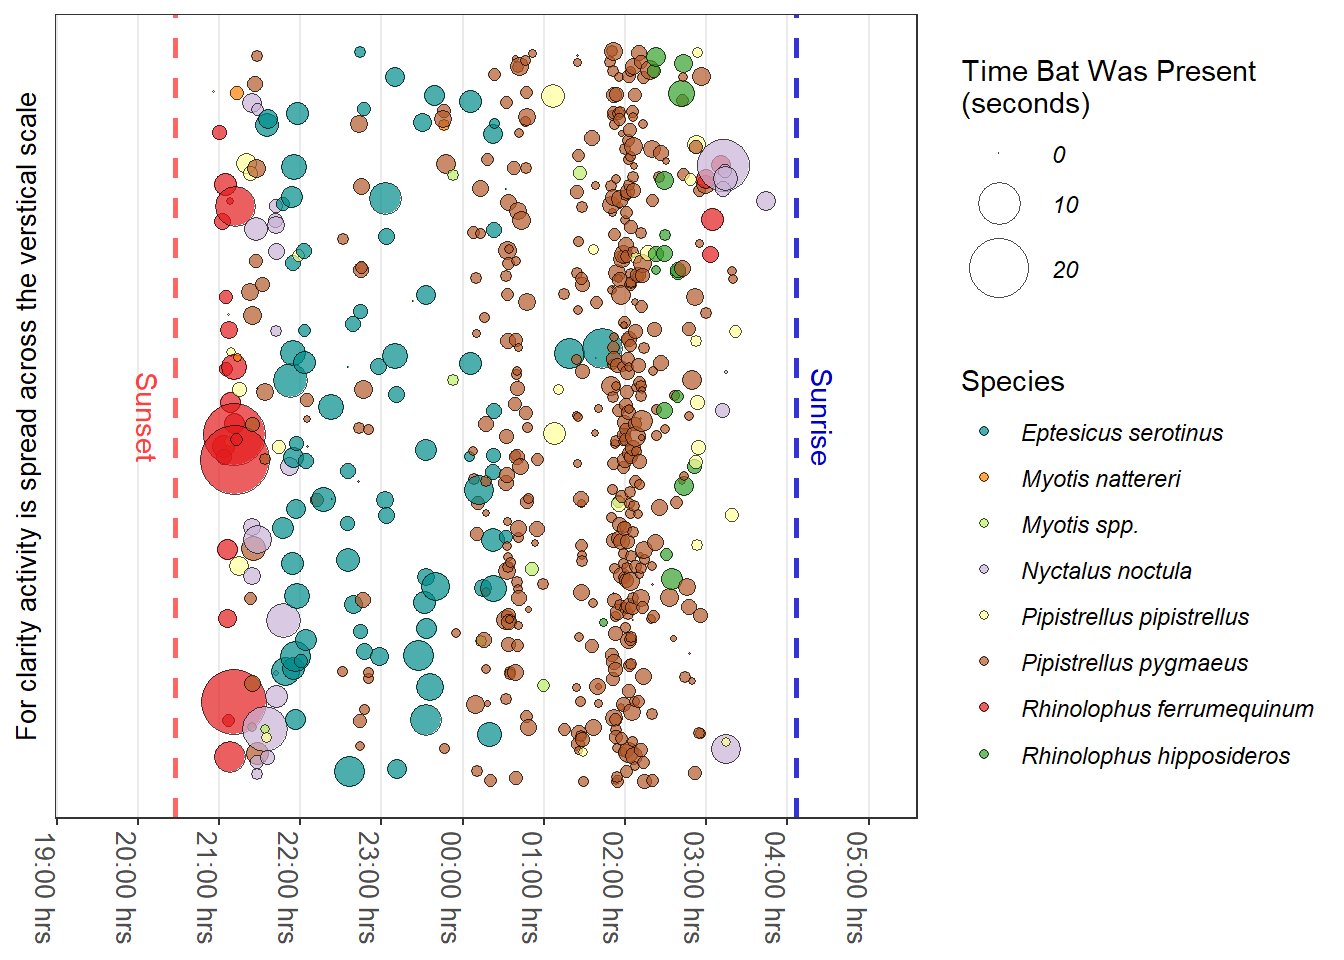 For clarity activity is spread across the verstical scale
Sunset
Sunrise
19:00 hrs
20:00 hrs
21:00 hrs
22:00 hrs
23:00 hrs
00:00 hrs
01:00 hrs
02:00 hrs
03:00 hrs
04:00 hrs
05:00 hrs
Time Bat Was Present
(seconds)
0
10
20
Species
Eptesicus serotinus
Myotis nattereri
Myotis spp.
Nyctalus noctula
Pipistrellus pipistrellus
Pipistrellus pygmaeus
Rhinolophus ferrumequinum
Rhinolophus hipposideros